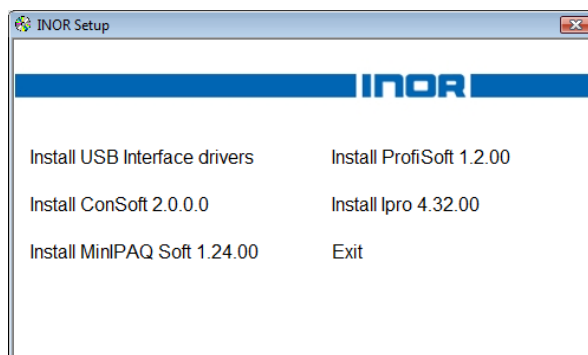 INOR Setup
INOR
Install USB Interface drivers
Install ProfiSoft 1.2.00
Install ConSoft 2.0.0.0
Install Ipro 4.32.00
Install MinIPAQ Soft 1.24.00
Exit